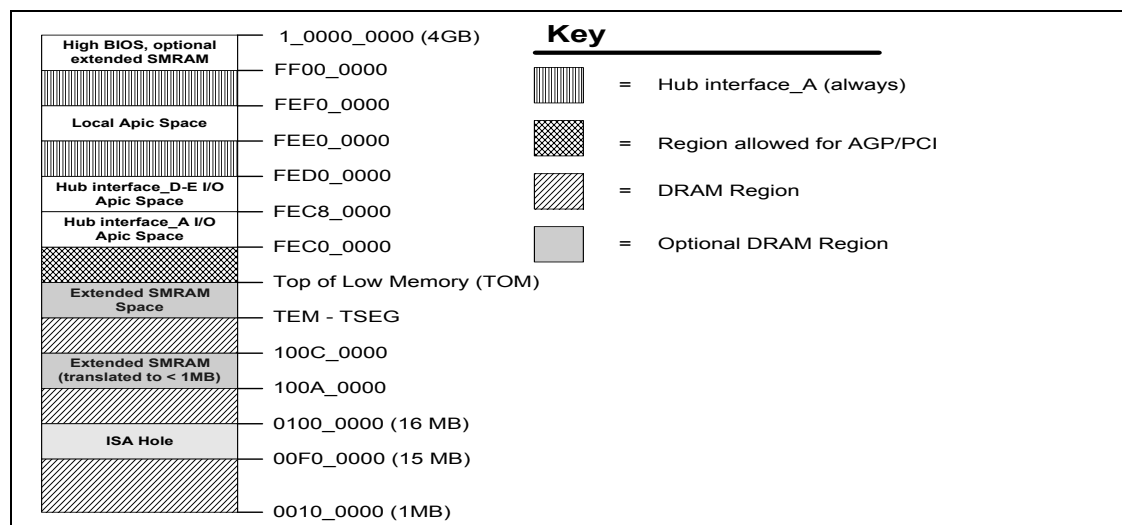 High BIOS, optional
extended SMRAM
Local Apic Space
Hub interface_D-E I/O
Apic Space
Hub interface_A I/O
Apic Space
Extended SMRAM
Space
Extended SMRAM
(translated to < 1MB)
ISA Hole
1_0000_0000 (4GB)
FF00_0000
FEF0_0000
FEE0_0000
FED0_0000
FEC8_0000
FEC0_0000
Top of Low Memory (TOM)
TEM - TSEG
100C_0000
100A_0000
0100_0000 (16 MB)
00F0_0000 (15 MB)
0010_0000 (1MB)
Key
= Hub interface_A (always)
= Region allowed for AGP/PCI
= DRAM Region
= Optional DRAM Region